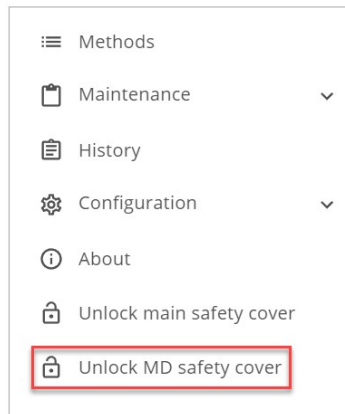 Methods
Maintenance
History
Configuration
About
Unlock main safety cover
Unlock MD safety cover